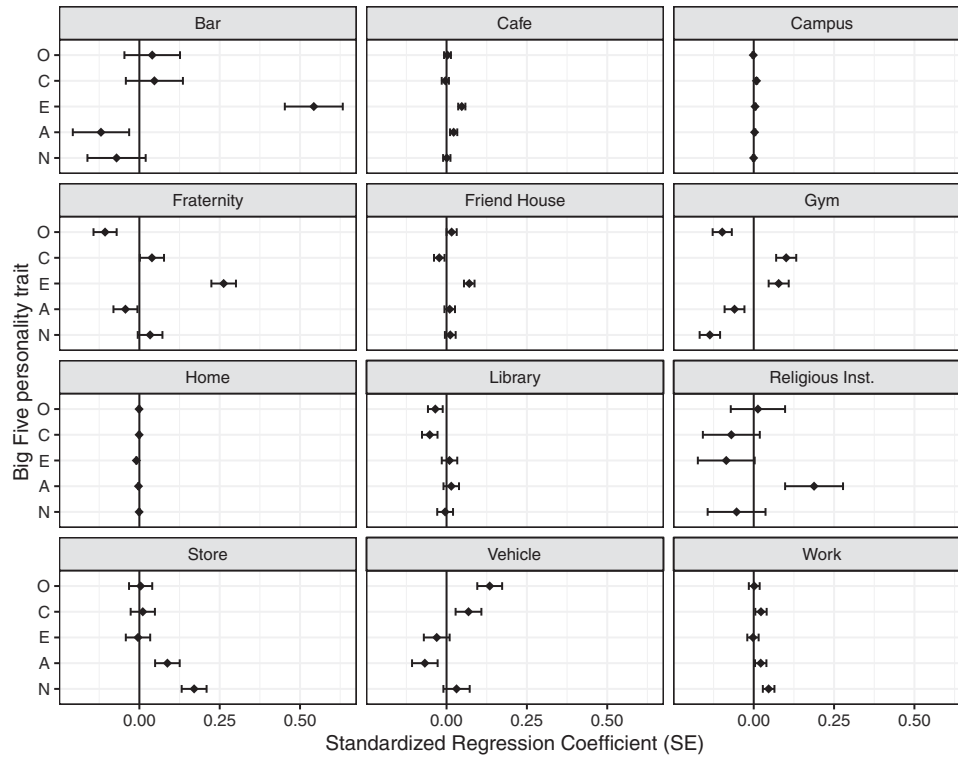 Bar Cafe Campus
O
C
E
A
N
Fraternity Friend House Gym
O
C
E
A
N
Home Library Religious Inst.
O
C
E
A
N
Store Vehicle Work
O
C
E
A
N
0.00 0.25 0.50 0.00 0.25 0.50 0.00 0.25 0.50
Standardized Regression Coefficient (SE)
Big Five personality trait